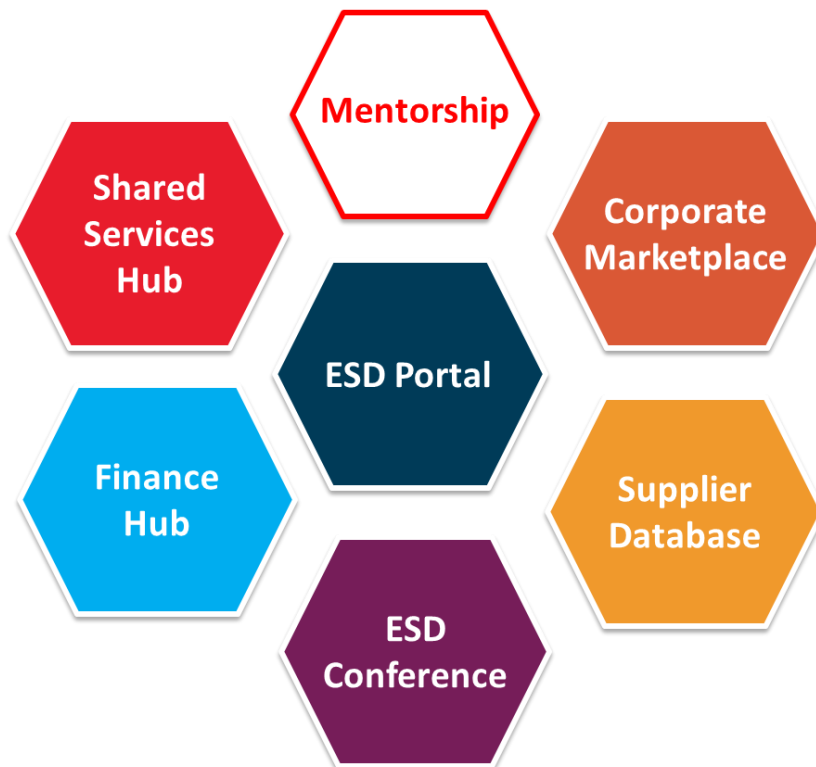 Mentorship
Shared
Services
Hub
Corporate
Marketplace
ESD Portal
Finance
Hub
Supplier
Database
ESD
Conference